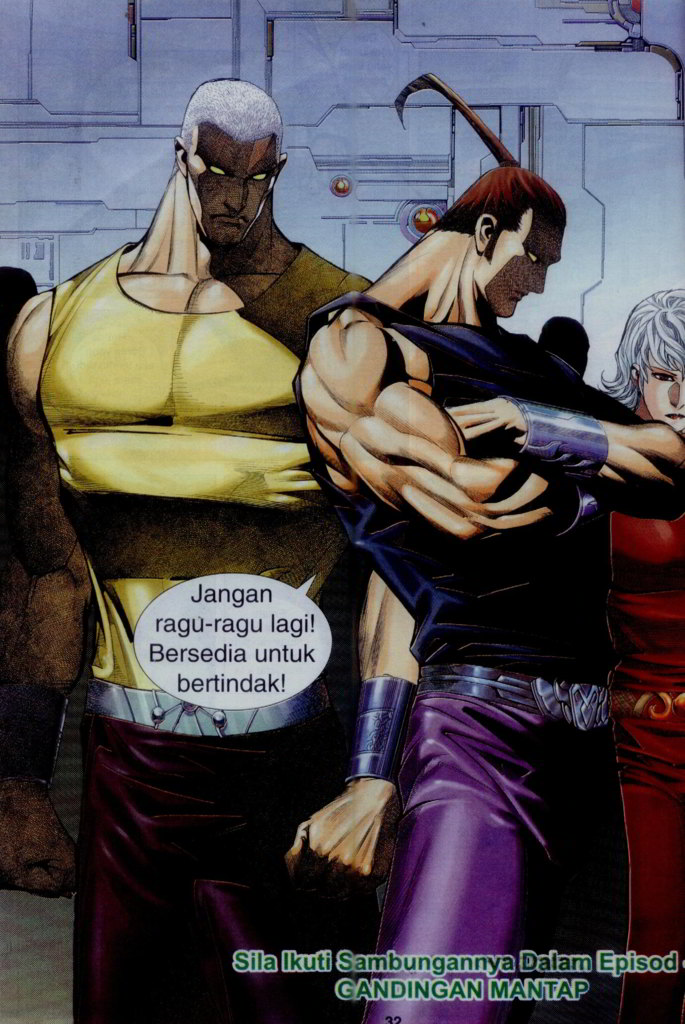 Jangan
ragu-ragu lagi!
Bersedia untuk
bertindak!
Sila Ikuti Sambungannya Dalam Episod -
GANDINGAN MANTAP
32